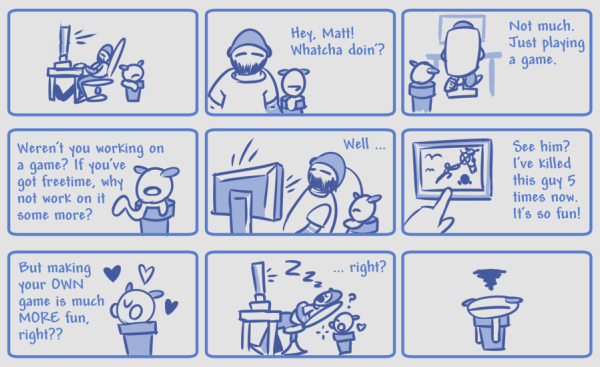 Hey, Matt!
Whatcha doin'?
Not much.
Just playing
a game.
Weren't you working on
a game? If you've
got freetime, why
not work on it
some more?
Well ...
See him?
I've killed
this guy 5
times now.
It's so fun!
But making
your OWN
game is much
MORE fun,
right??
... right?
Z Z Z
?